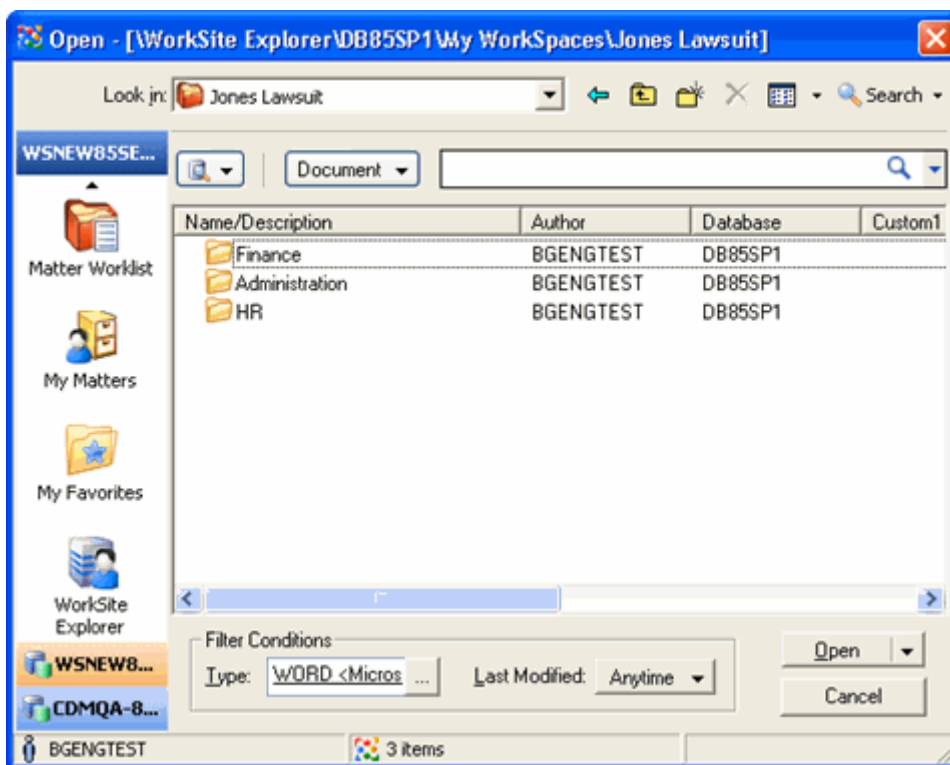 Open - [\WorkSite Explorer\DB85SP1\My WorkSpaces\Jones Lawsuit]
Look in: Jones Lawsuit Search
WSNEW85SE...
Document
Name/Description Author Database Custom1
Finance BGENGTEST DB85SP1
Administration BGENGTEST DB85SP1
HR BGENGTEST DB85SP1
Matter Worklist
My Matters
My Favorites
WorkSite
Explorer
WSNEW8...
CDMQA-8...
Filter Conditions
Type: WORD <Micros ... Last Modified: Anytime
Open
Cancel
BGENGTEST 3 items